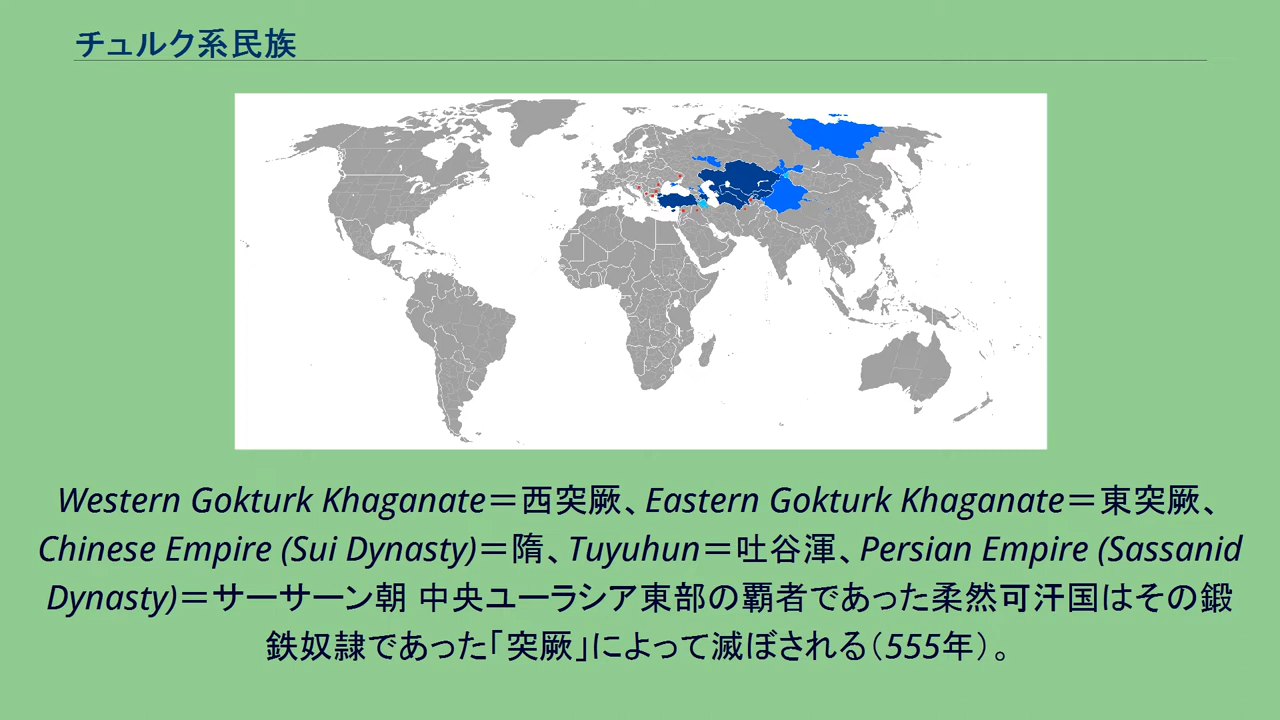 チュルク系民族
Western Gokturk Khaganate＝西突厥、Eastern Gokturk Khaganate＝東突厥、
Chinese Empire (Sui Dynasty)＝隋、Tuyuhun＝吐谷渾、Persian Empire (Sassanid
Dynasty)＝サーサーン朝 中央ユーラシア東部の覇者であった柔然可汗国はその鍛
鉄奴隷であった「突厥」によって滅ぼされる（555年）。